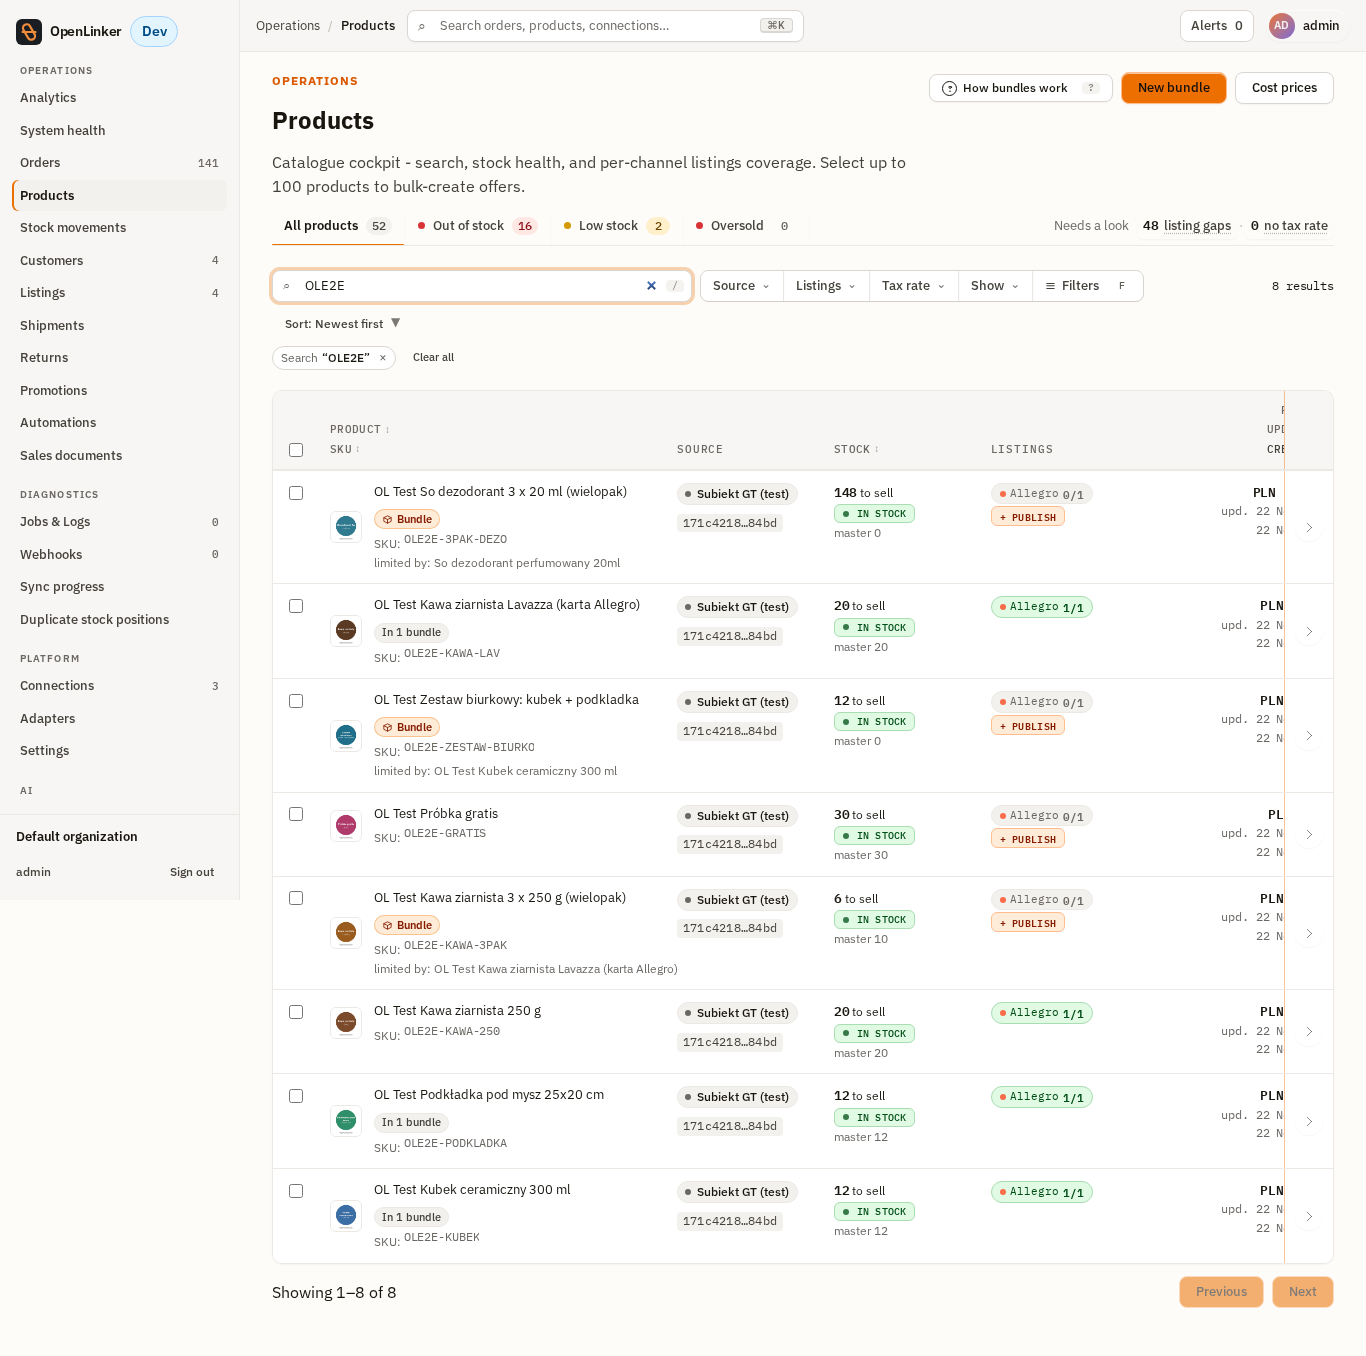 OpenLinker Dev
OPERATIONS
Analytics
System health
Orders 141
Products
Stock movements
Customers 4
Listings 4
Shipments
Returns
Promotions
Automations
Sales documents
DIAGNOSTICS
Jobs & Logs 0
Webhooks 0
Sync progress
Duplicate stock positions
PLATFORM
Connections 3
Adapters
Settings
AI
Default organization
admin Sign out
Operations / Products
Search orders, products, connections… ⌘K
Alerts 0
AD admin
OPERATIONS
Products
Catalogue cockpit - search, stock health, and per-channel listings coverage. Select up to
100 products to bulk-create offers.
How bundles work ?
New bundle
Cost prices
All products 52 Out of stock 16 Low stock 2 Oversold 0
Needs a look 48 listing gaps · 0 no tax rate
OLE2E × /
Source Listings Tax rate Show Filters F
8 results
Sort: Newest first ▼
Search “OLE2E” × Clear all
PRODUCT
SKU SOURCE STOCK LISTINGS
OL Test So dezodorant 3 x 20 ml (wielopak)
Bundle
SKU: OLE2E-3PAK-DEZO
limited by: So dezodorant perfumowany 20ml
Subiekt GT (test)
171c4218…84bd
148 to sell
IN STOCK
master 0
Allegro 0/1
+ PUBLISH
PLN
upd. 22
22
OL Test Kawa ziarnista Lavazza (karta Allegro)
In 1 bundle
SKU: OLE2E-KAWA-LAV
Subiekt GT (test)
171c4218…84bd
20 to sell
IN STOCK
master 20
Allegro 1/1
PLN
upd. 22
22
OL Test Zestaw biurkowy: kubek + podkladka
Bundle
SKU: OLE2E-ZESTAW-BIURKO
limited by: OL Test Kubek ceramiczny 300 ml
Subiekt GT (test)
171c4218…84bd
12 to sell
IN STOCK
master 0
Allegro 0/1
+ PUBLISH
PLN
upd. 22
22
OL Test Próbka gratis
SKU: OLE2E-GRATIS
Subiekt GT (test)
171c4218…84bd
30 to sell
IN STOCK
master 30
Allegro 0/1
+ PUBLISH
PL
upd. 22
22
OL Test Kawa ziarnista 3 x 250 g (wielopak)
Bundle
SKU: OLE2E-KAWA-3PAK
limited by: OL Test Kawa ziarnista Lavazza (karta Allegro)
Subiekt GT (test)
171c4218…84bd
6 to sell
IN STOCK
master 10
Allegro 0/1
+ PUBLISH
PLN
upd. 22
22
OL Test Kawa ziarnista 250 g
SKU: OLE2E-KAWA-250
Subiekt GT (test)
171c4218…84bd
20 to sell
IN STOCK
master 20
Allegro 1/1
PLN
upd. 22
22
OL Test Podkładka pod mysz 25x20 cm
In 1 bundle
SKU: OLE2E-PODKLADKA
Subiekt GT (test)
171c4218…84bd
12 to sell
IN STOCK
master 12
Allegro 1/1
PLN
upd. 22
22
OL Test Kubek ceramiczny 300 ml
In 1 bundle
SKU: OLE2E-KUBEK
Subiekt GT (test)
171c4218…84bd
12 to sell
IN STOCK
master 12
Allegro 1/1
PLN
upd. 22
22
Showing 1–8 of 8
Previous Next